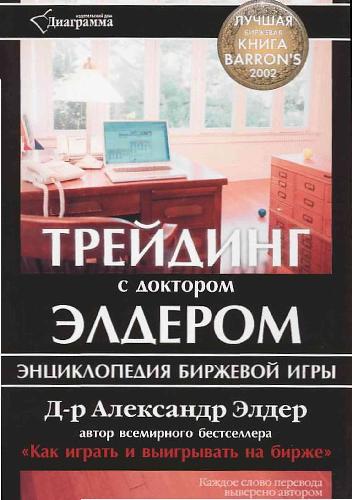 издательский дом
Диаграмма
ЛУЧШАЯ
БИРЖЕВАЯ
КНИГА
BARRON'S
2002
ТРЕЙДИНГ
С ДОКТОРОМ
ЭЛДЕРОМ
ЭНЦИКЛОПЕДИЯ БИРЖЕВОЙ ИГРЫ
Д-р Александр Элдер
автор всемирного бестселлера
«Как играть и выигрывать на бирже»
Каждое слово перевода
выверено автором